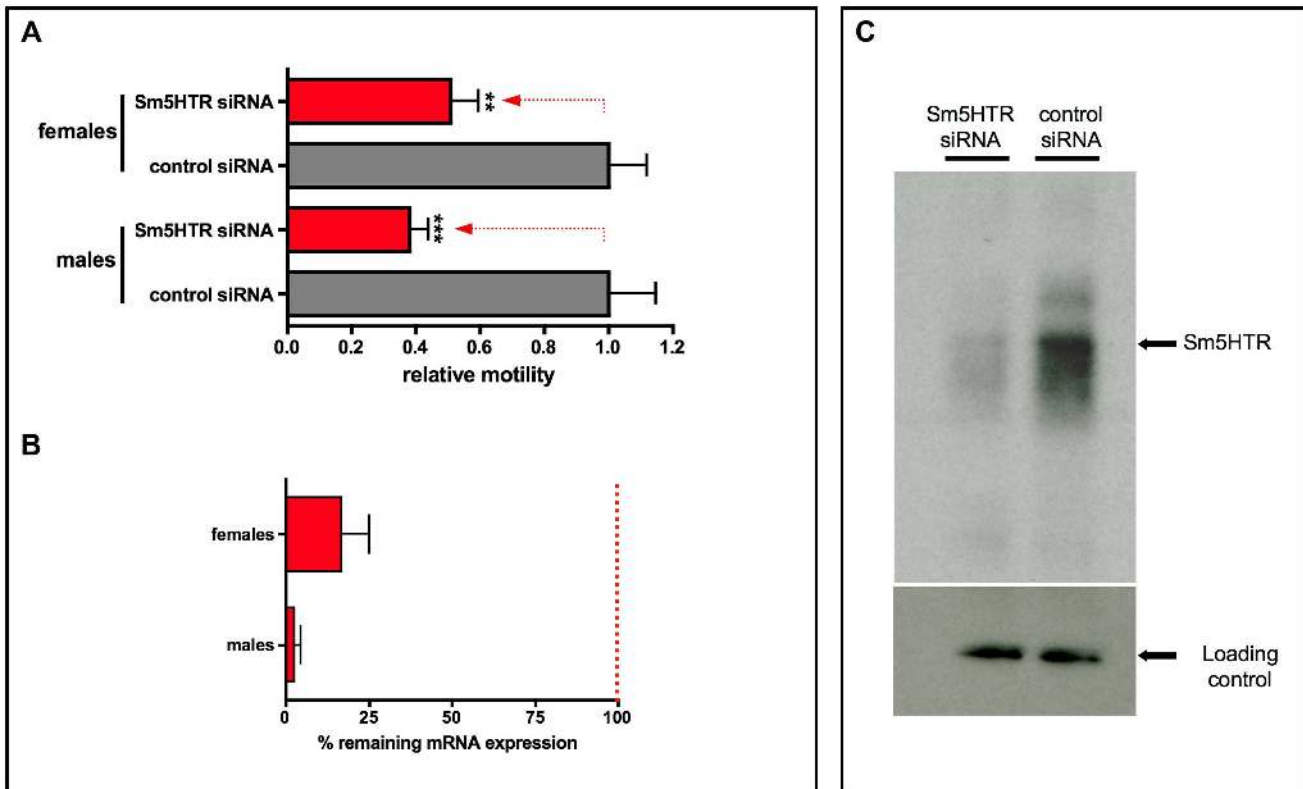 A
females
Sm5HTR siRNA
**
control siRNA
males
Sm5HTR siRNA
***
control siRNA
0.0 0.2 0.4 0.6 0.8 1.0 1.2
relative motility
B
females
males
0 25 50 75 100
% remaining mRNA expression
C
Sm5HTR siRNA
control siRNA
Sm5HTR
Loading control